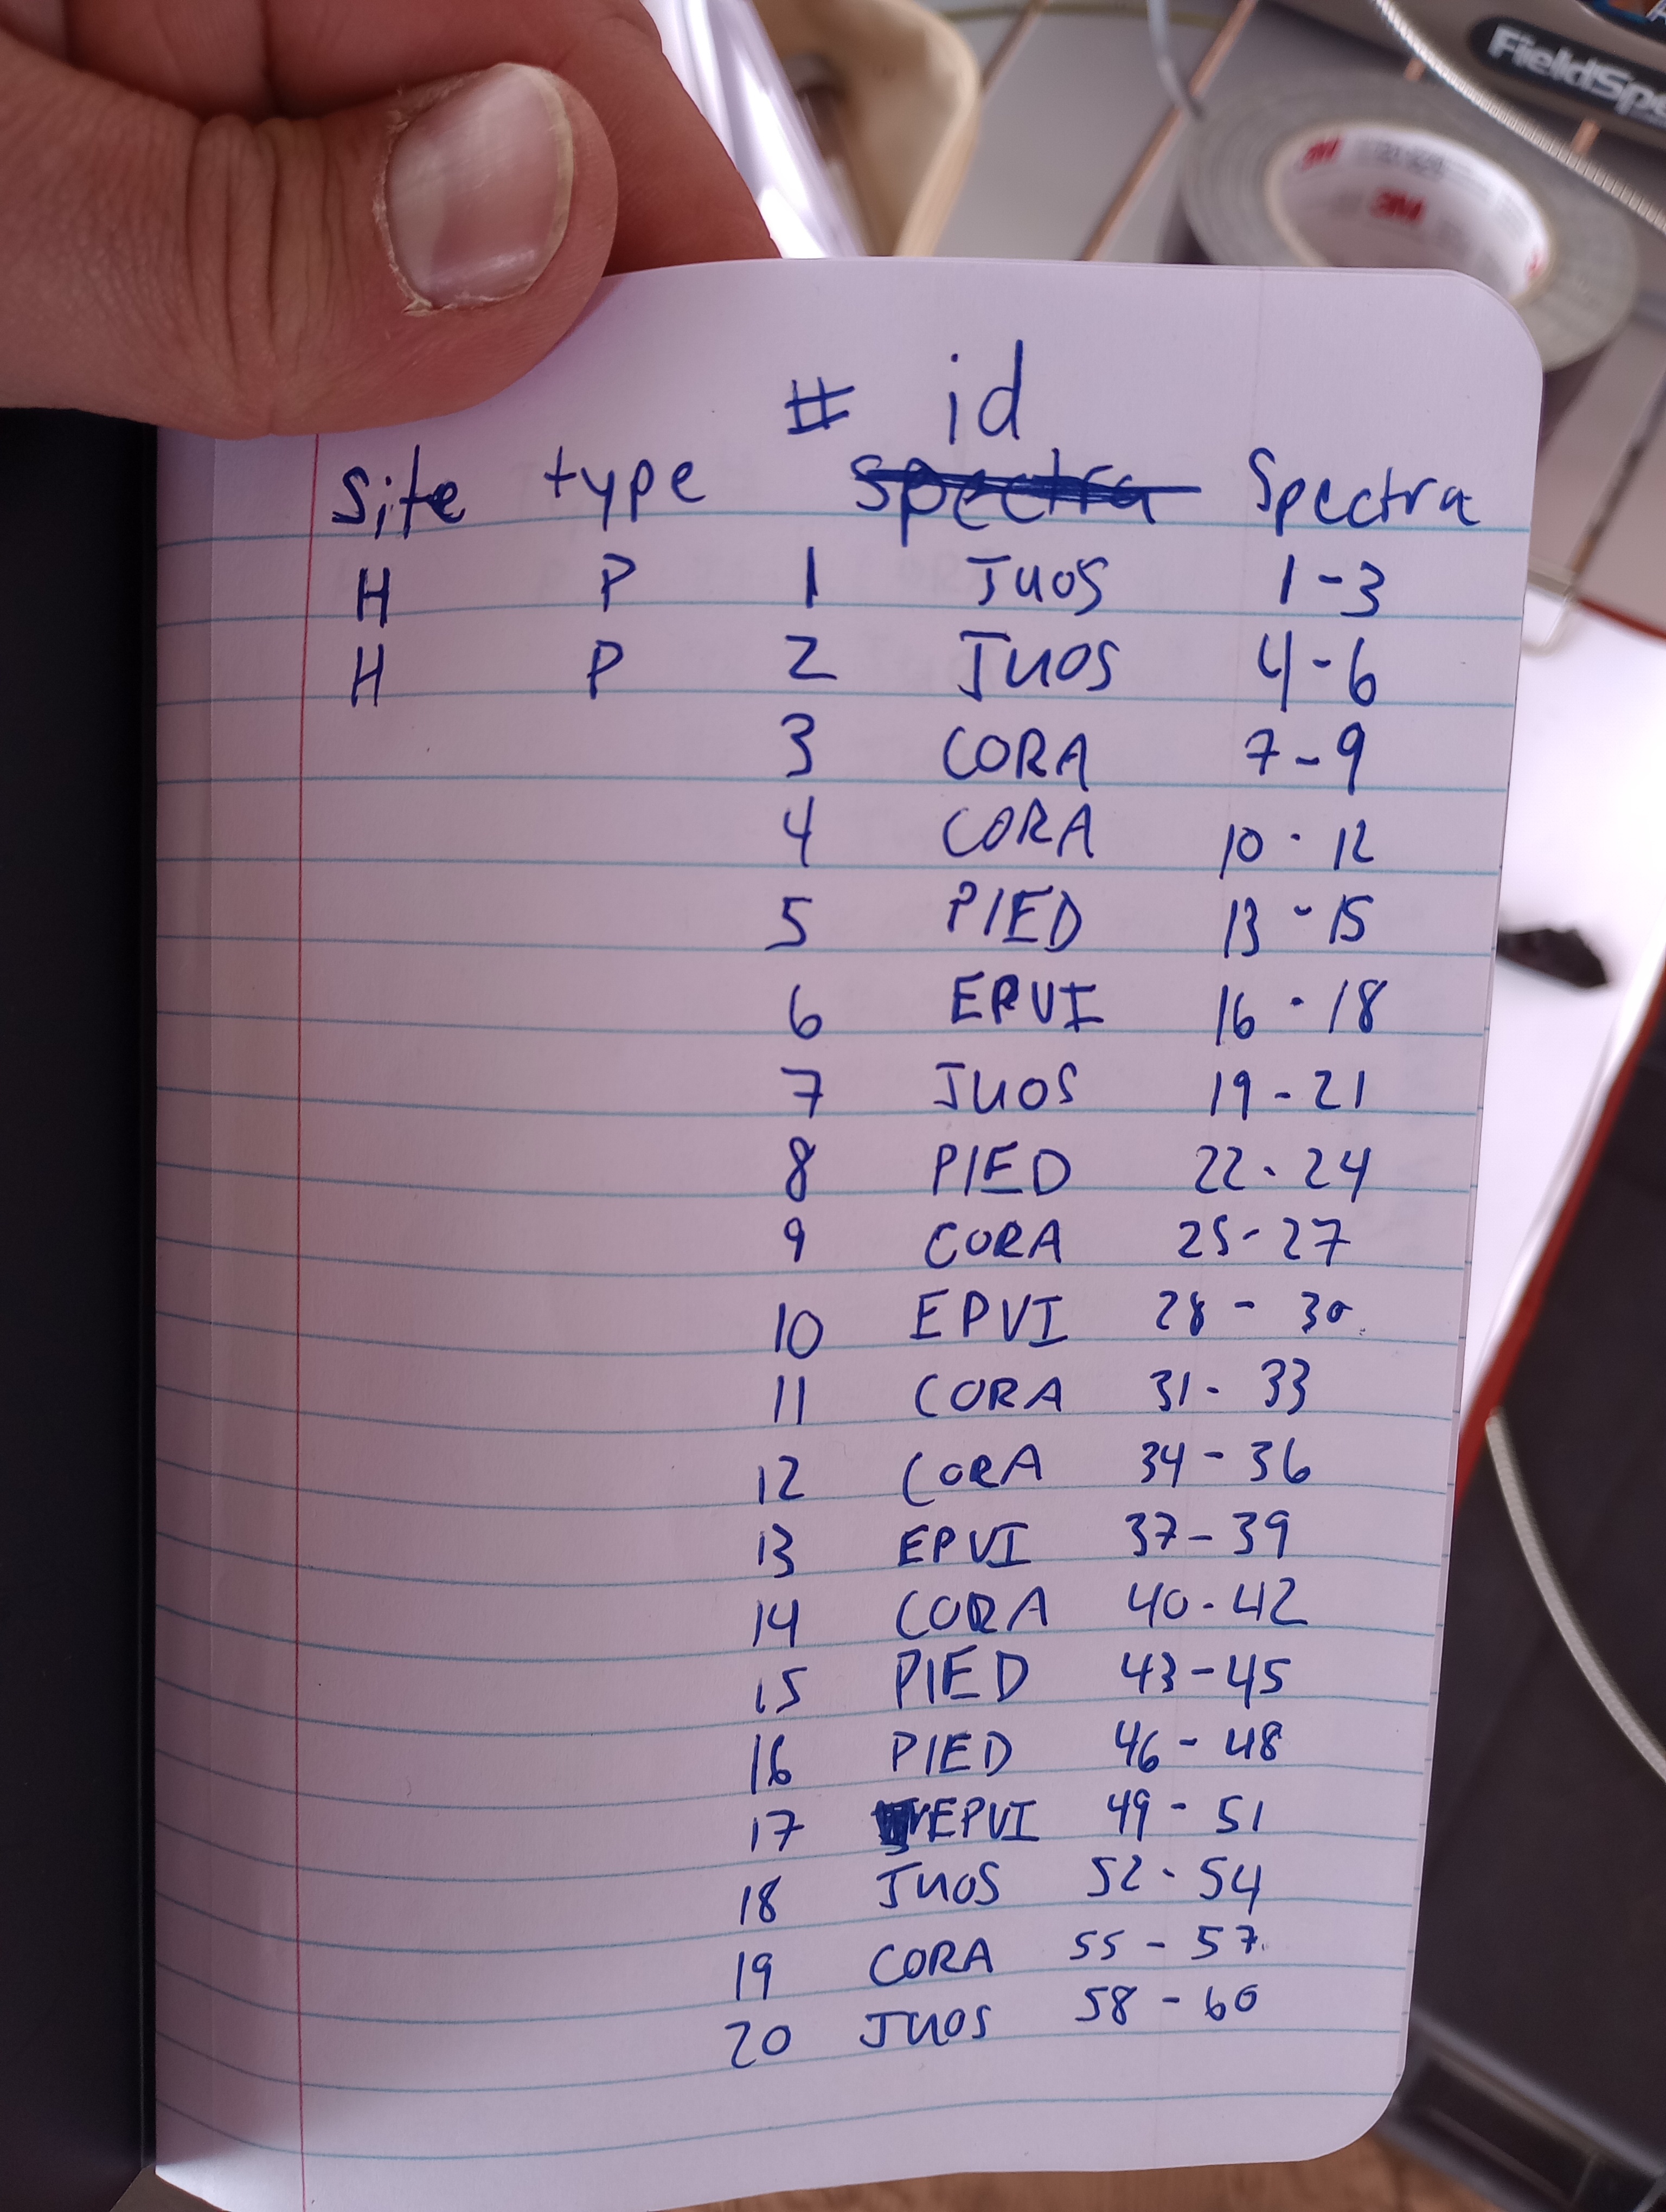 FieldSp
3M
3M
# id
Site type spectra Spectra
H P 1 JUOS 1-3
H P 2 JUOS 4-6
3 CORA 7-9
4 CORA 10-12
5 PIED 13-15
6 EPVI 16-18
7 JUOS 19-21
8 PIED 22-24
9 CORA 25-27
10 EPVI 28-30
11 CORA 31-33
12 CORA 34-36
13 EPVI 37-39
14 CORA 40-42
15 PIED 43-45
16 PIED 46-48
17 EPVI 49-51
18 JUOS 52-54
19 CORA 55-57
20 JUOS 58-60